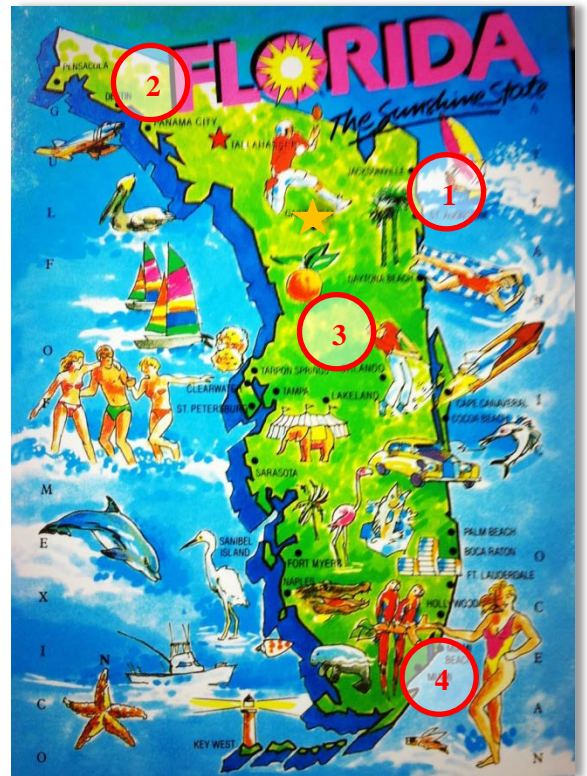 FLORIDA
The Sunshine State
PENSACOLA
2
PANAMA CITY
TALLAHASSEE
JACKSONVILLE
1
DAYTONA BEACH
3
ORLANDO
TARPON SPRINGS
CLEARWATER
TAMPA
LAKELAND
ST. PETERSBURG
CAPE CANAVERAL
COCOA BEACH
SARASOTA
PALM BEACH
BOCA RATON
SANIBEL
ISLAND
FORT MYERS
FT. LAUDERDALE
NAPLES
HOLLYWOOD
BEACH
4
KEY WEST
N
G
U
L
F
O
F
M
E
X
I
C
O
A
T
L
A
N
T
I
C
O
C
E
A
N